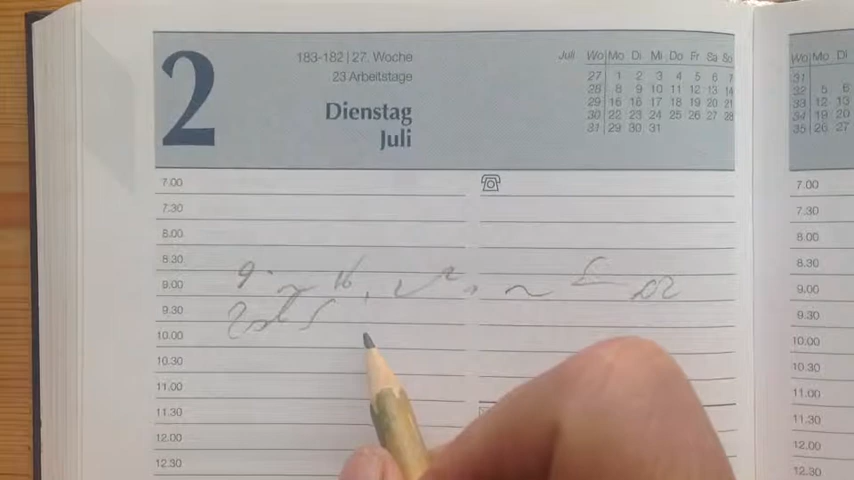 2
183-182 | 27. Woche
23 Arbeitstage
Dienstag
Juli
Juli Wo Mo Di Mi Do Fr Sa So
27 1 2 3 4 5 6 7
28 8 9 10 11 12 13 14
29 15 16 17 18 19 20 21
30 22 23 24 25 26 27 28
31 29 30 31
7.00
7.30
8.00
8.30
9.00
9.30
10.00
10.30
11.00
11.30
12.00
12.30
Wo Mo Di
31
32 5 6
33 12 13
34 19 20
35 26 27
7.00
7.30
8.00
8.30
9.00
9.30
10.00
10.30
11.00
11.30
12.00
12.30